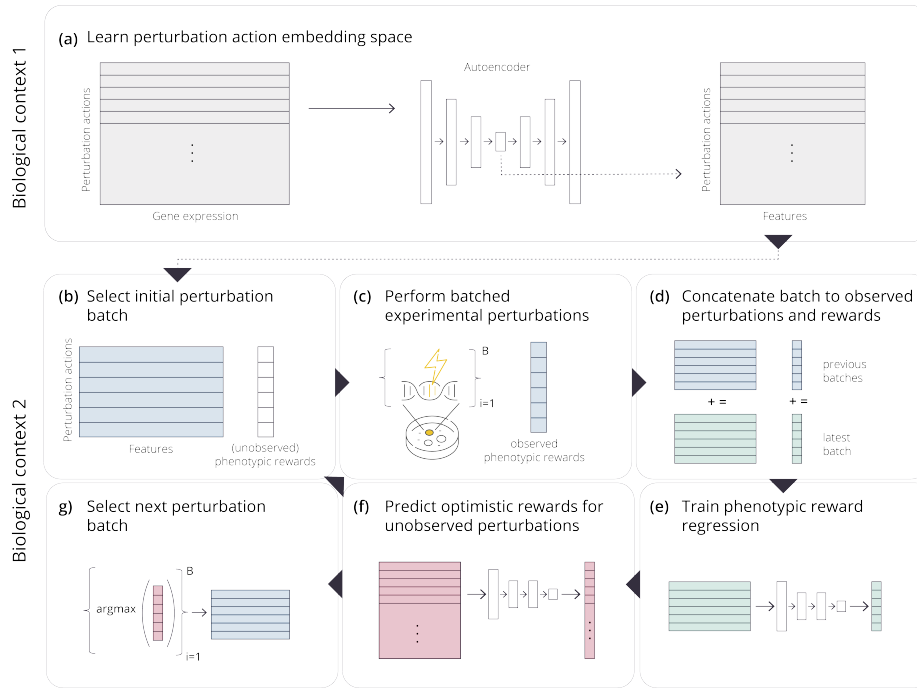 Biological context 1
(a) Learn perturbation action embedding space
Perturbation actions
Gene expression
Autoencoder
Perturbation actions
Features
Biological context 2
(b) Select initial perturbation
batch
Perturbation actions
Features
(unobserved)
phenotypic rewards
(c) Perform batched
experimental perturbations
B
i=1
observed
phenotypic rewards
(d) Concatenate batch to observed
perturbations and rewards
previous
batches
+ =
+ =
latest
batch
g) Select next perturbation
batch
B
argmax
i=1
(f) Predict optimistic rewards for
unobserved perturbations
(e) Train phenotypic reward
regression